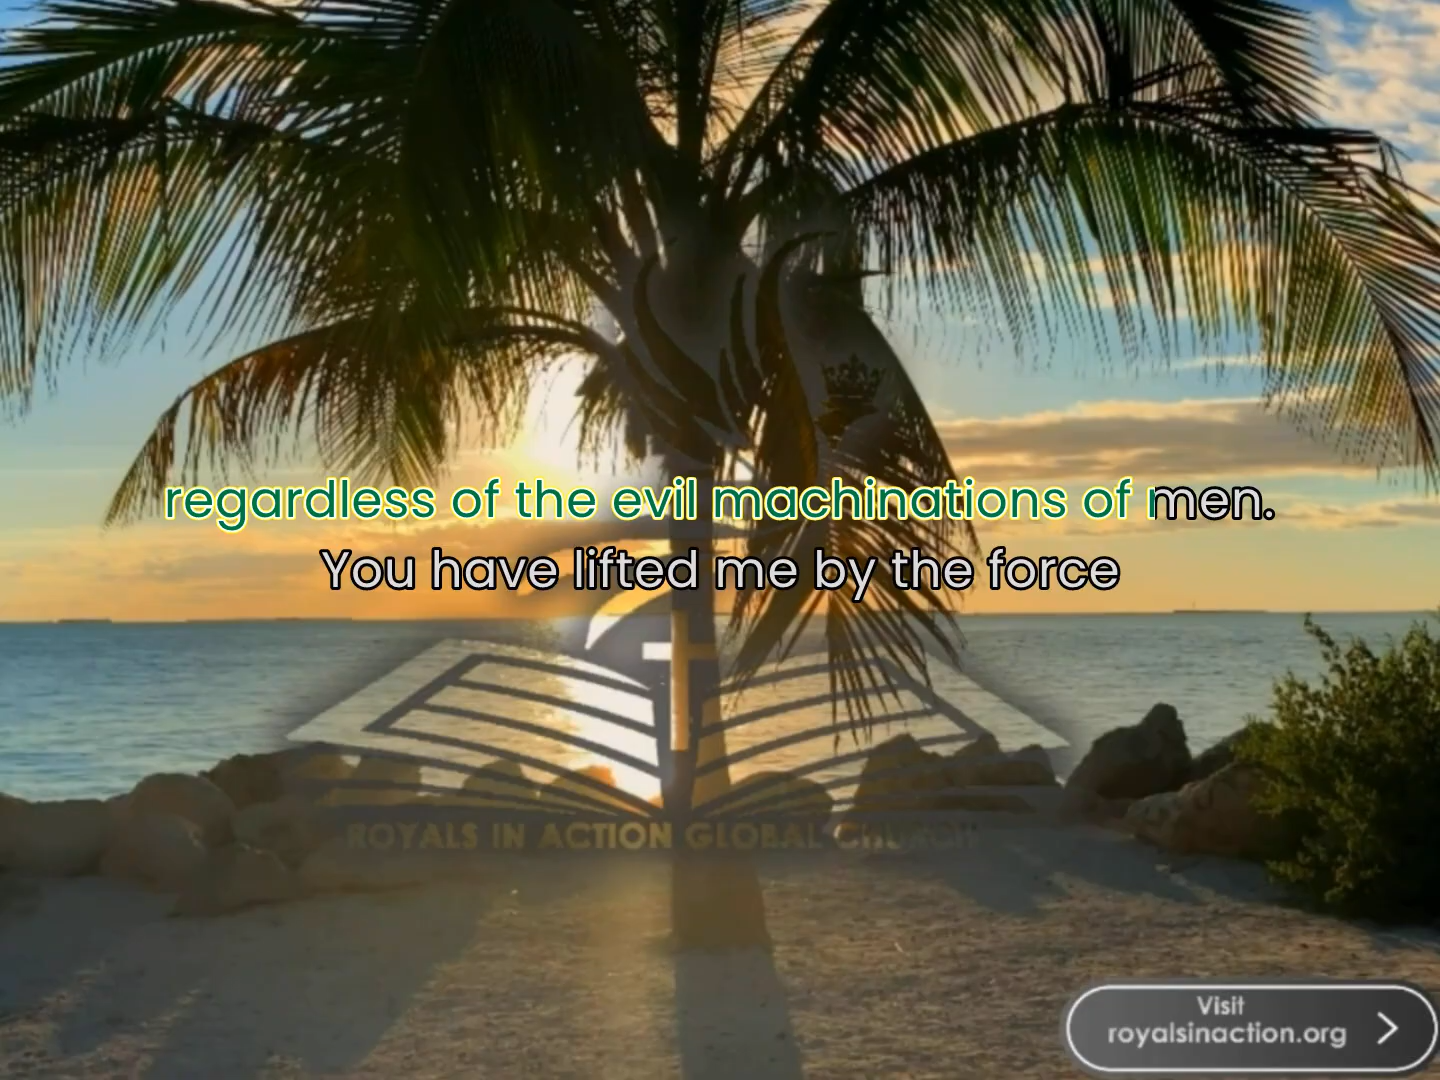 regardless of the evil machinations of men.
You have lifted me by the force
ROYALS IN ACTION GLOBAL CHURCH
Visit
royalsinaction.org